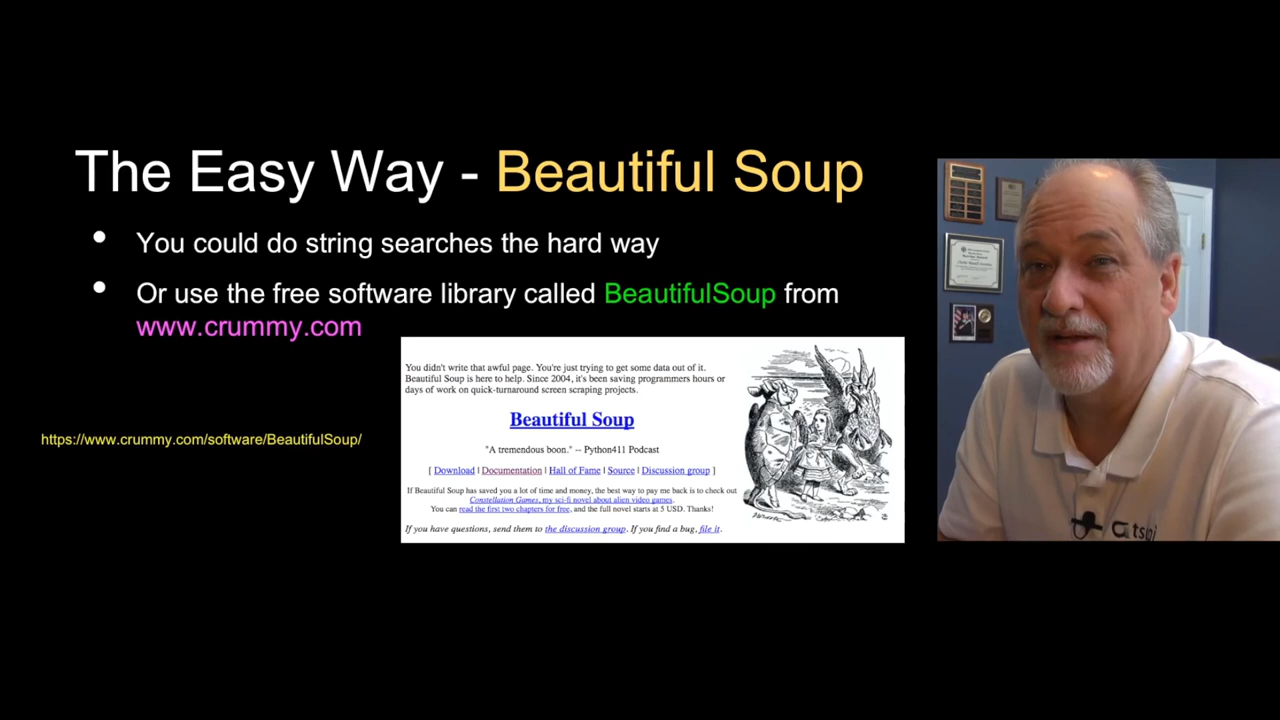 The Easy Way - Beautiful Soup
• You could do string searches the hard way
• Or use the free software library called BeautifulSoup from
www.crummy.com
You didn't write that awful page. You're just trying to get some data out of it.
Beautiful Soup is here to help. Since 2004, it's been saving programmers hours or
days of work on quick-turnaround screen scraping projects.
Beautiful Soup
https://www.crummy.com/software/BeautifulSoup/
"A tremendous boon." -- Python411 Podcast
[ Download | Documentation | Hall of Fame | Source | Discussion group ]
If Beautiful Soup has saved you a lot of time and money, the best way to pay me back is to check out
Constellation Games, my sci-fi novel about alien video games.
You can read the first two chapters for free, and the full novel starts at 5 USD. Thanks!
If you have questions, send them to the discussion group. If you find a bug, file it.